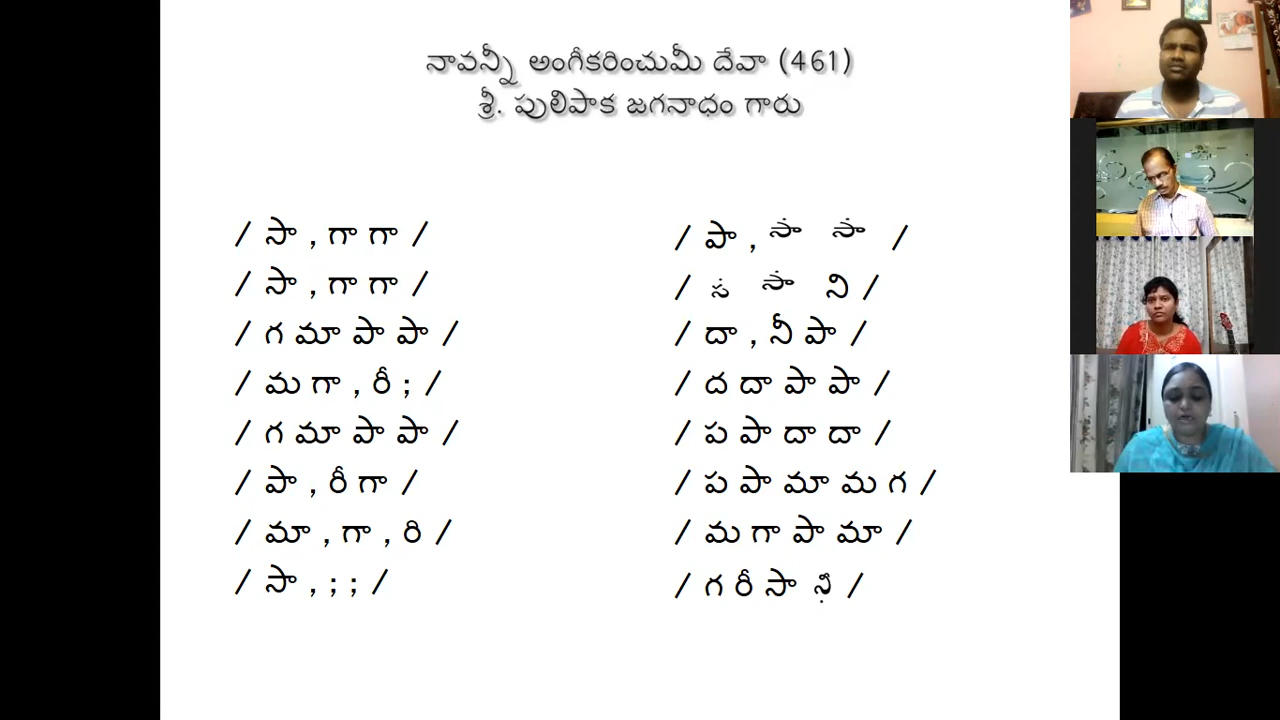 నావన్నీ అంగీకరించుమీ దేవా (461)
శ్రీ. పులిపాక జగనాధం గారు
/ సా , గా గా /
/ సా , గా గా /
/ గ మా పా పా /
/ మ గా , రీ ; /
/ గ మా పా పా /
/ పా , రీ గా /
/ మా , గా , రి /
/ సా , ; ; /
/ పా , సా̇ సా̇ /
/ స̇ సా̇ ని /
/ దా , నీ పా /
/ ద దా పా పా /
/ ప పా దా దా /
/ ప పా మా మ గ /
/ మ గా పా మా /
/ గ రీ సా ని̣ /